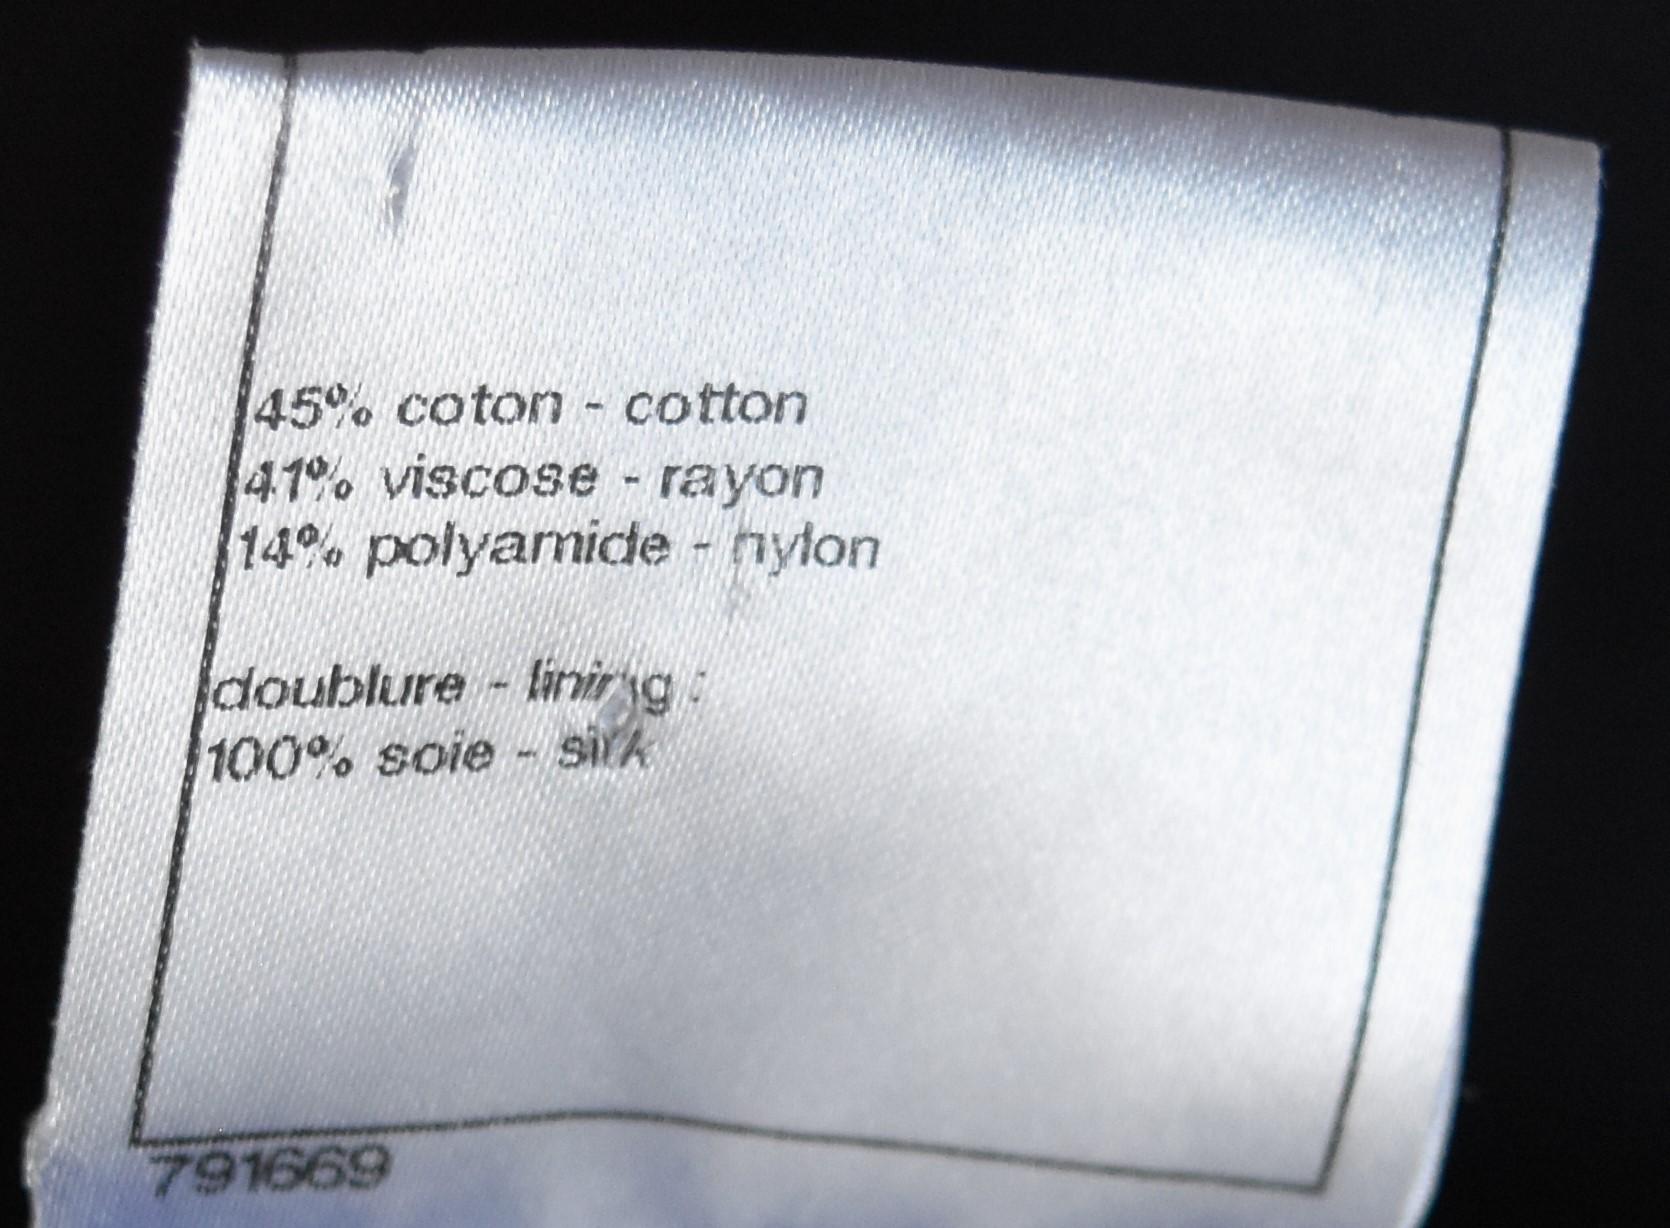 45% coton - cotton
41% viscose - rayon
14% polyamide - nylon
doublure - lining :
100% soie - silk
791669